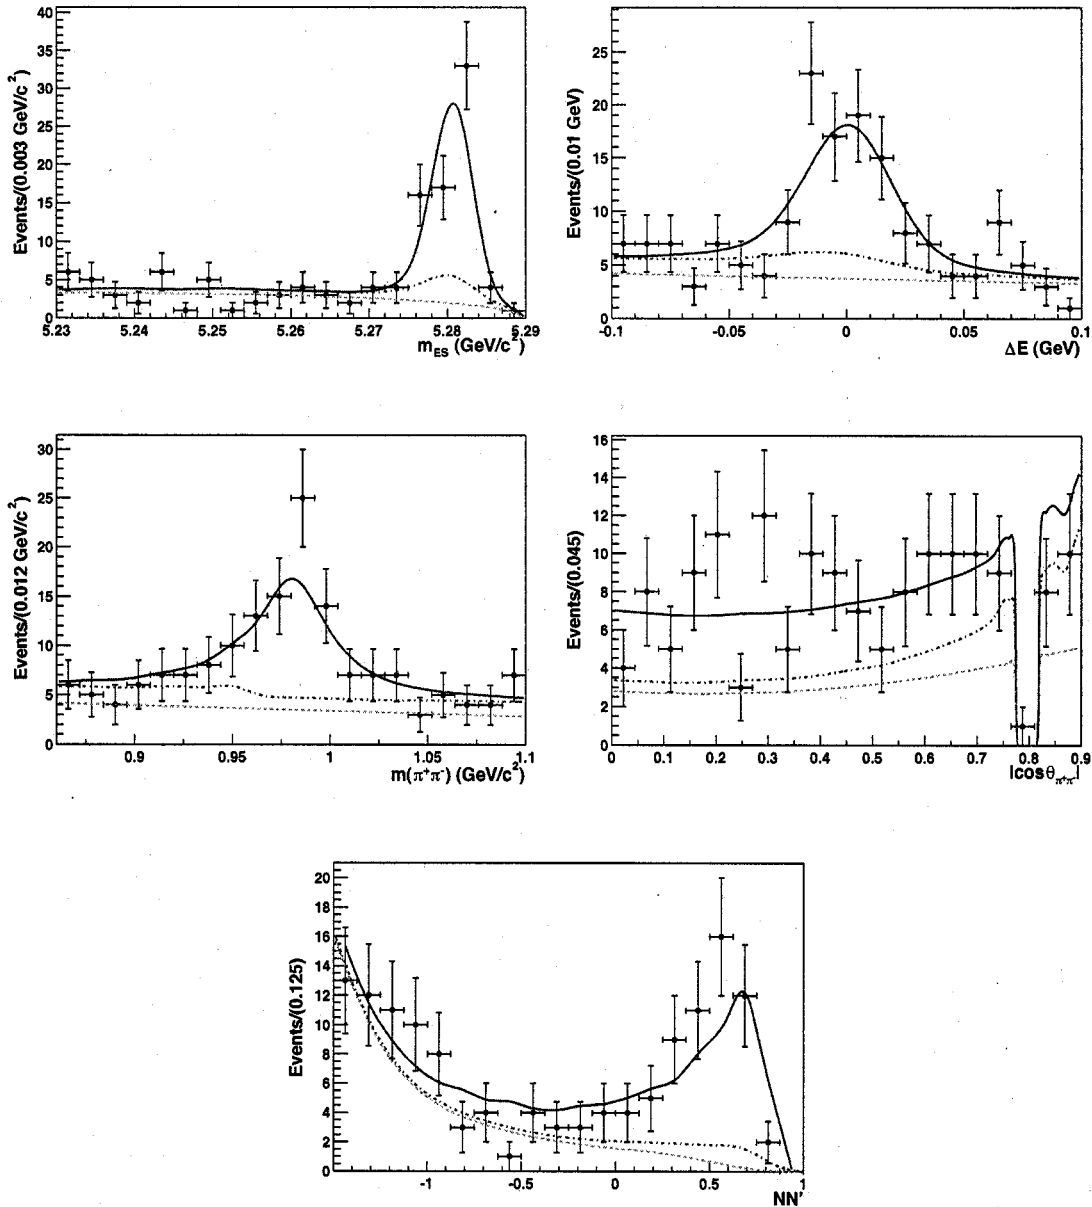 Events/(0.003 GeV/c²)
40
35
30
25
20
15
10
5
0
5.23 5.24 5.25 5.26 5.27 5.28 5.29
m_ES (GeV/c²)
Events/(0.01 GeV)
25
20
15
10
5
0
-0.1 -0.05 0 0.05 0.1
ΔE (GeV)
Events/(0.012 GeV/c²)
30
25
20
15
10
5
0
0.9 0.95 1 1.05 1.1
m(π⁺π⁻) (GeV/c²)
Events/(0.045)
16
14
12
10
8
6
4
2
0
0 0.1 0.2 0.3 0.4 0.5 0.6 0.7 0.8 0.9
|cos θ_π⁺π⁻|
Events/(0.125)
20
18
16
14
12
10
8
6
4
2
0
-1 -0.5 0 0.5 1
NN'